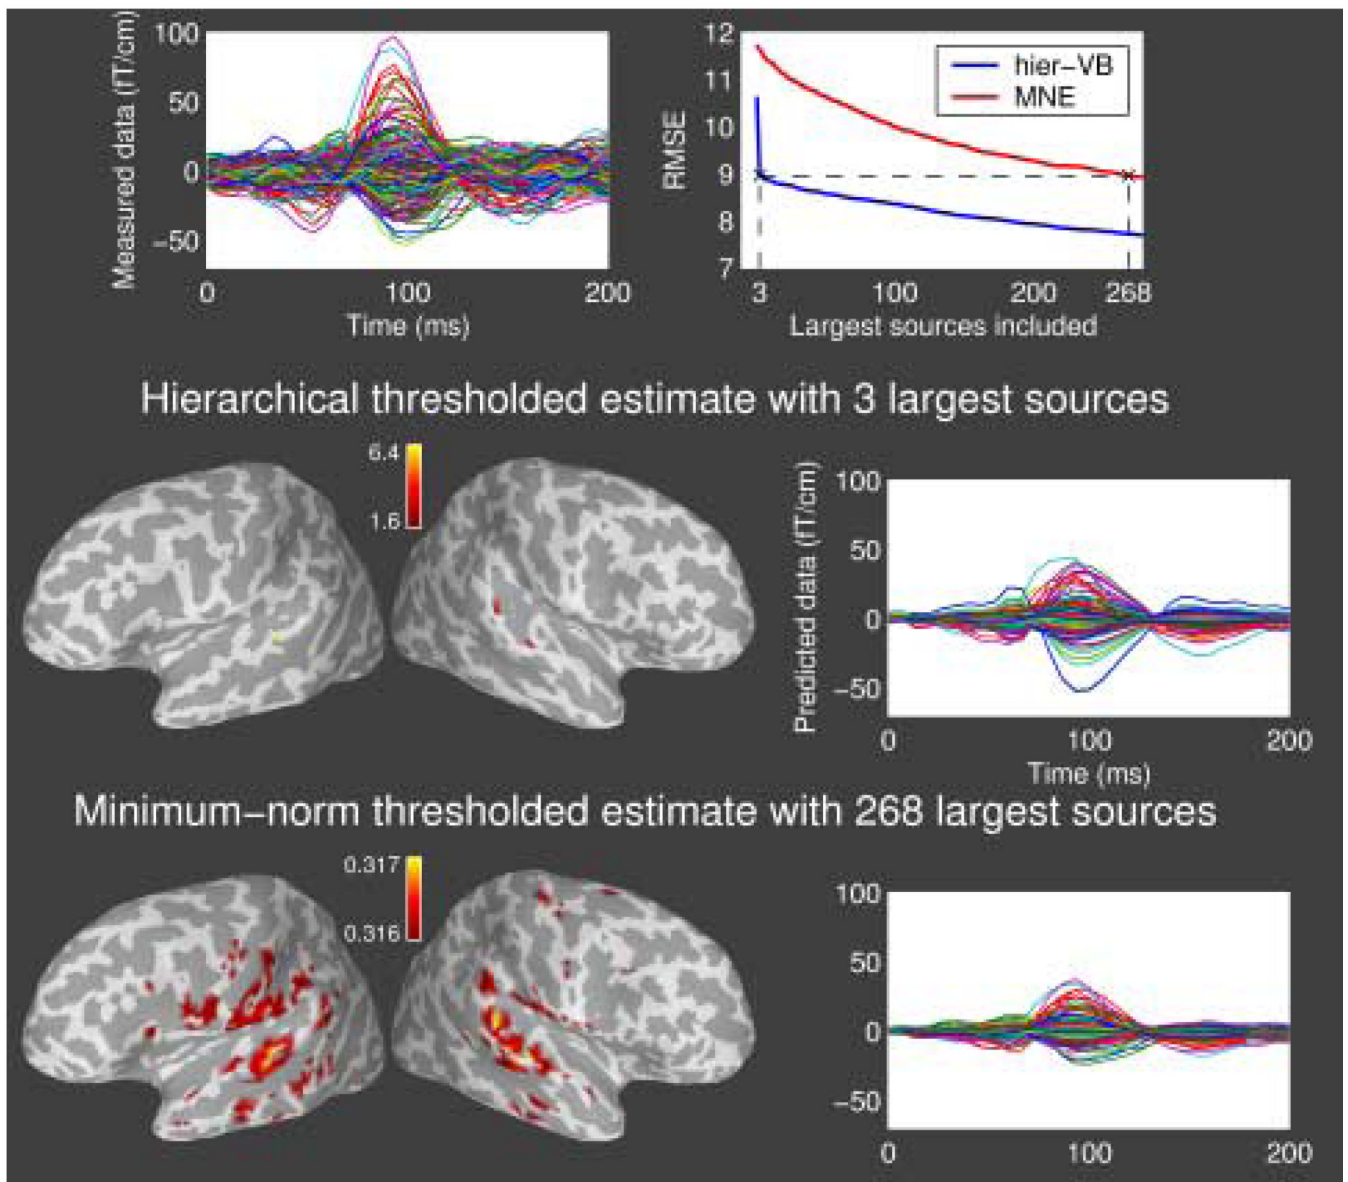 Measured data (fT/cm)
100
50
0
−50
0 100 200
Time (ms)
RMSE
12
11
10
9
8
7
hier−VB
MNE
3 100 200 268
Largest sources included
Hierarchical thresholded estimate with 3 largest sources
6.4
1.6
Predicted data (fT/cm)
100
50
0
−50
0 100 200
Time (ms)
Minimum−norm thresholded estimate with 268 largest sources
0.317
0.316
100
50
0
−50
0 100 200